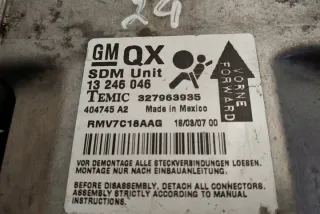 24
GM QX
SDM Unit
13 246 046
TEMIC 327963935
404745 A2 Made in Mexico
RMV7C18AAG 18/08/07 00
VORNE
FORWARD
VOR DEMONTAGE ALLE STECKVERBINDUNGEN LOESEN.
MONTAGE NUR NACH EINBAUANLEITUNG.
BEFORE DISASSEMBLY, DETACH ALL CONNECTORS.
ASSEMBLY STRICTLY ACCORDING TO MANUAL
INSTRUCTIONS.